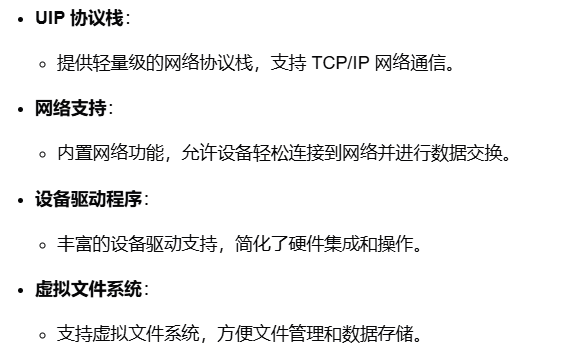 UIP 协议栈：
提供轻量级的网络协议栈，支持 TCP/IP 网络通信。
网络支持：
内置网络功能，允许设备轻松连接到网络并进行数据交换。
设备驱动程序：
丰富的设备驱动支持，简化了硬件集成和操作。
虚拟文件系统：
支持虚拟文件系统，方便文件管理和数据存储。